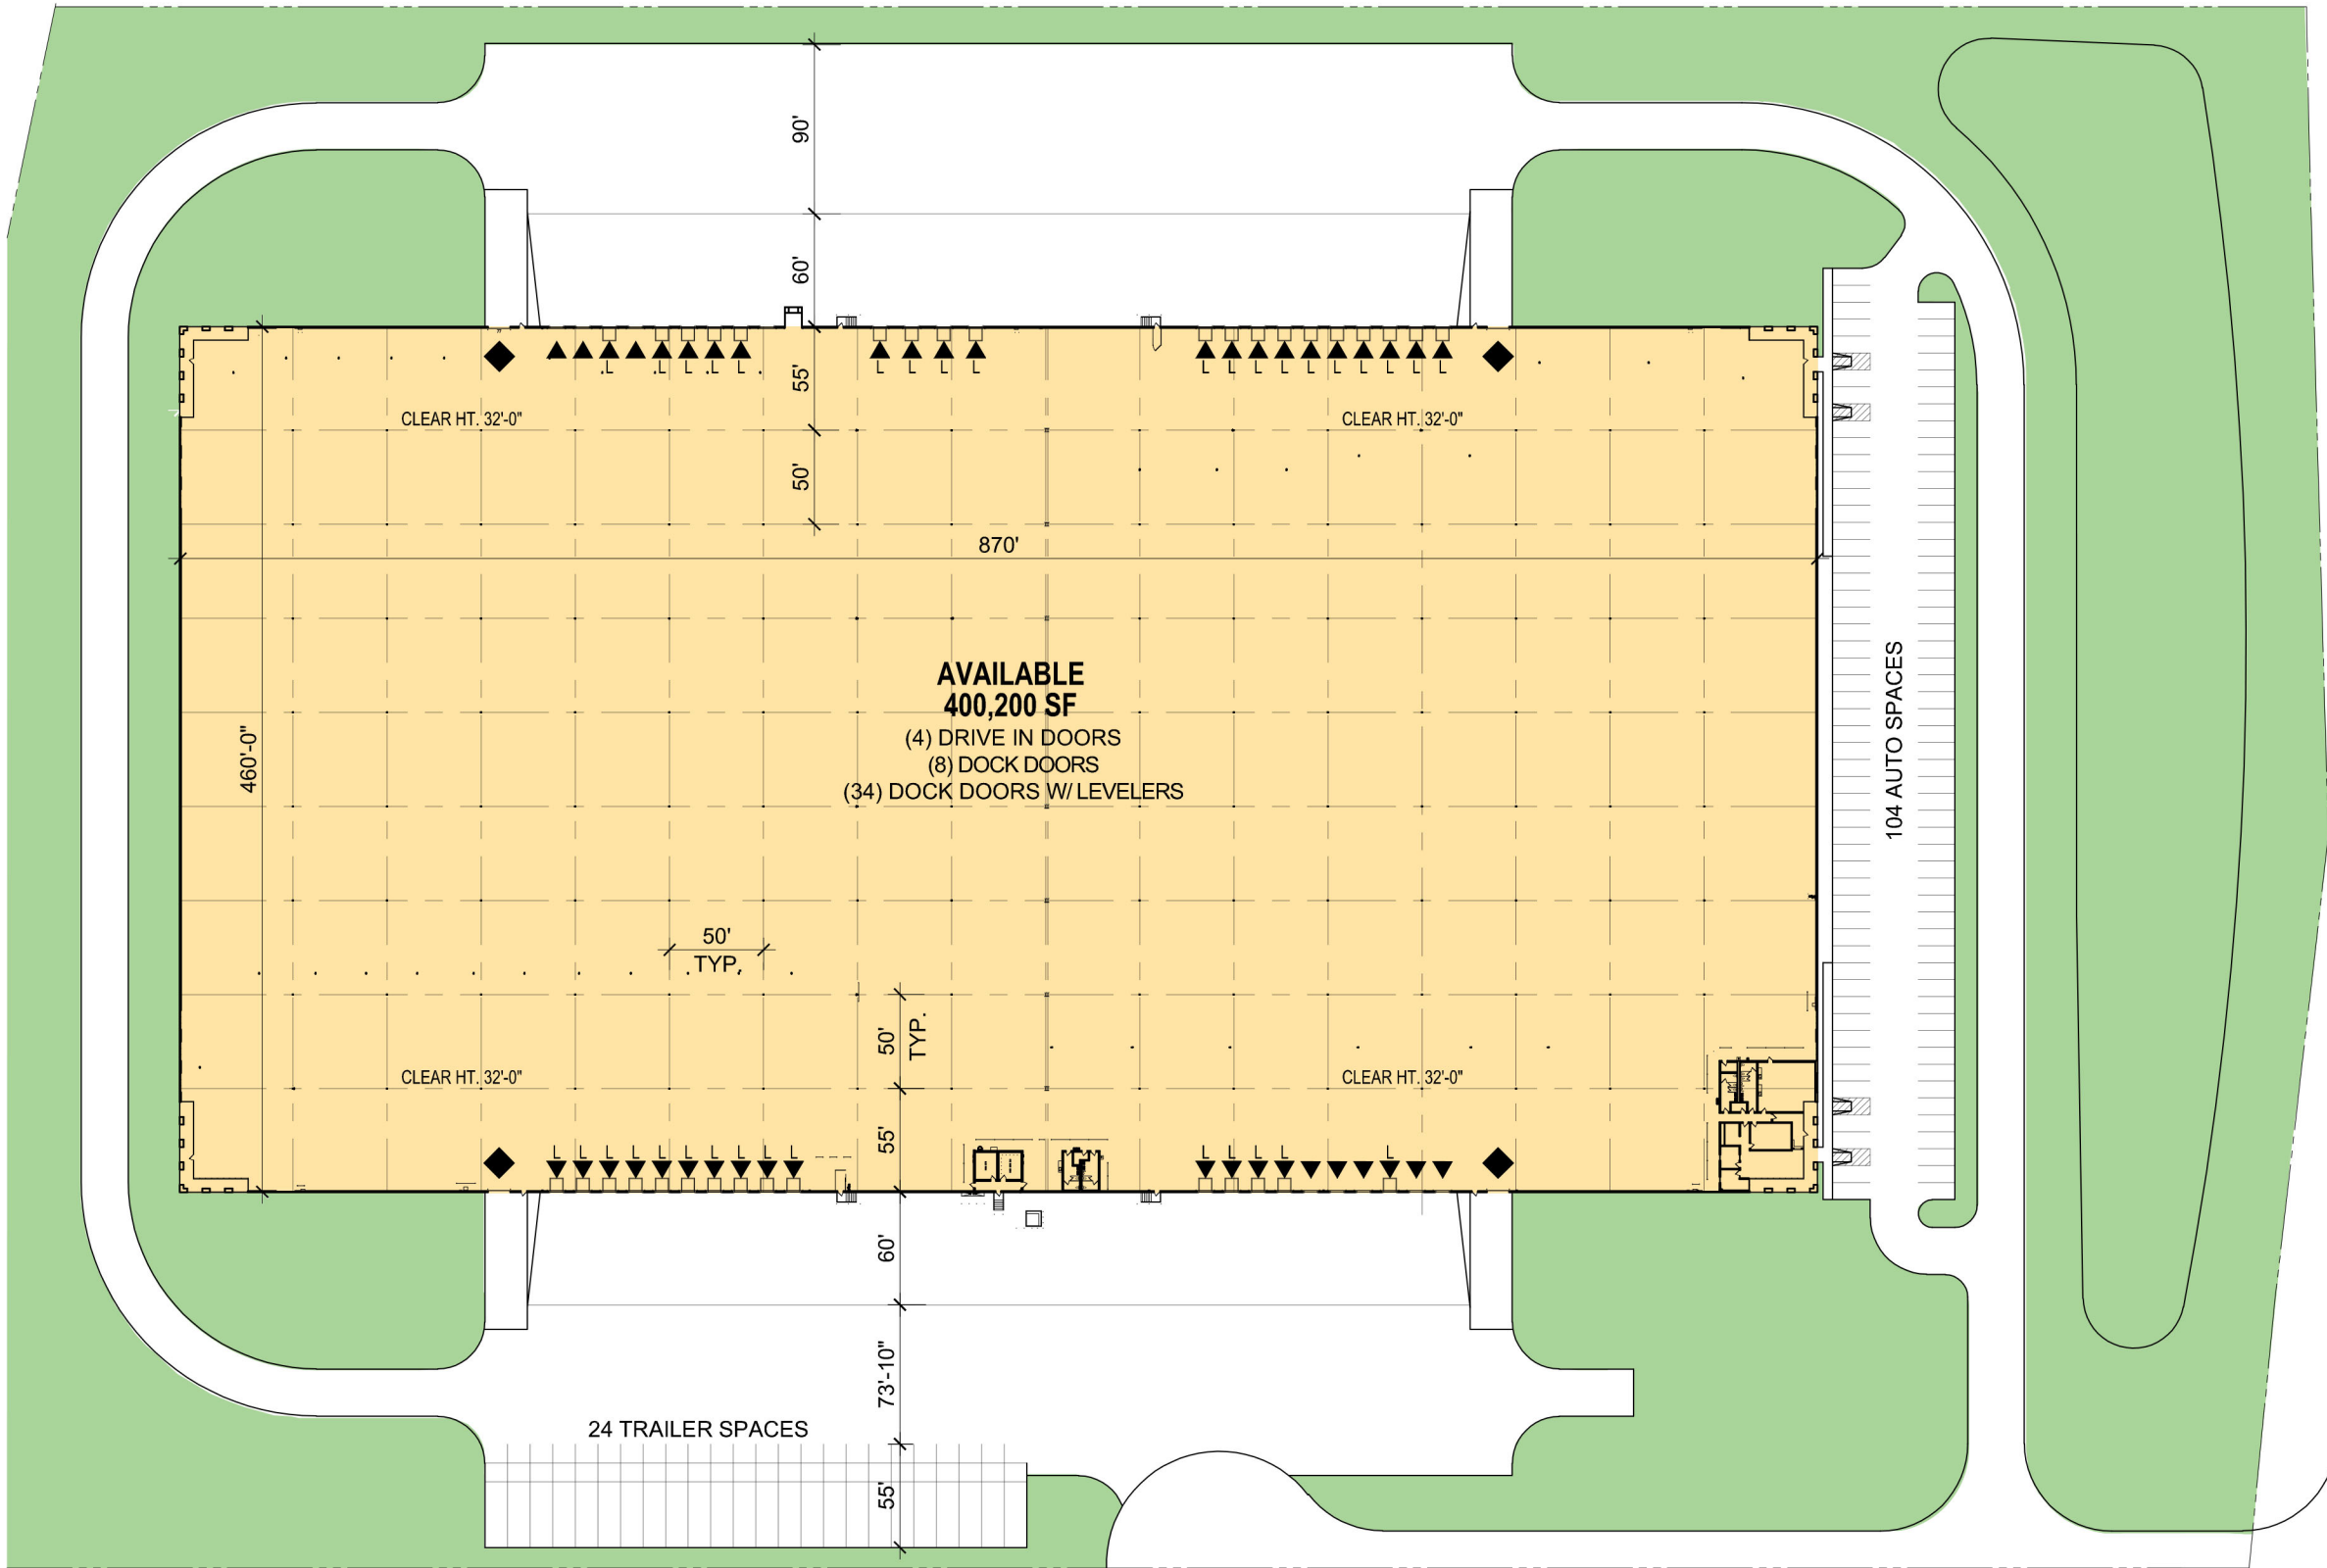 90'
60'
L L L L L
L L L L
L L L L L L L L L L
55'
CLEAR HT. 32'-0"
CLEAR HT. 32'-0"
50'
870'
AVAILABLE
400,200 SF
(4) DRIVE IN DOORS
(8) DOCK DOORS
(34) DOCK DOORS W/ LEVELERS
460'-0"
104 AUTO SPACES
50'
TYP.
50'
TYP.
CLEAR HT. 32'-0"
CLEAR HT. 32'-0"
55'
L L L L L L L L L L
L L L L L
60'
73'-10"
24 TRAILER SPACES
55'